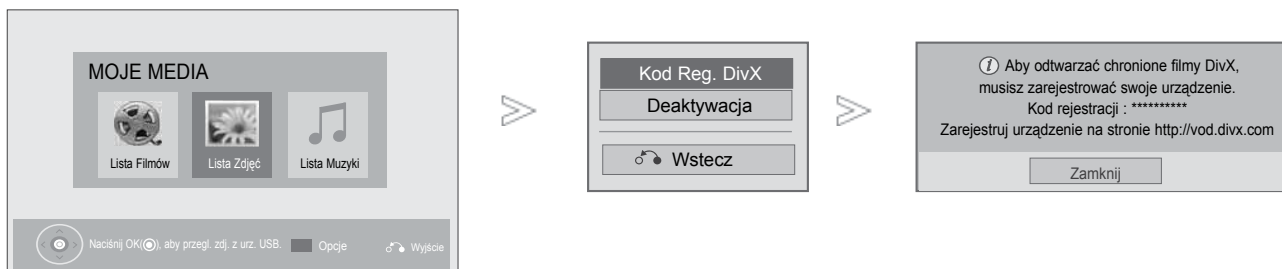 MOJE MEDIA
Lista Filmów
Lista Zdjęć
Lista Muzyki
Naciśnij OK(◉), aby przegl. zdj. z urz. USB.
Opcje
Wyjście
Kod Reg. DivX
Deaktywacja
Wstecz
i Aby odtwarzać chronione filmy DivX,
musisz zarejestrować swoje urządzenie.
Kod rejestracji : **********
Zarejestruj urządzenie na stronie http://vod.divx.com
Zamknij